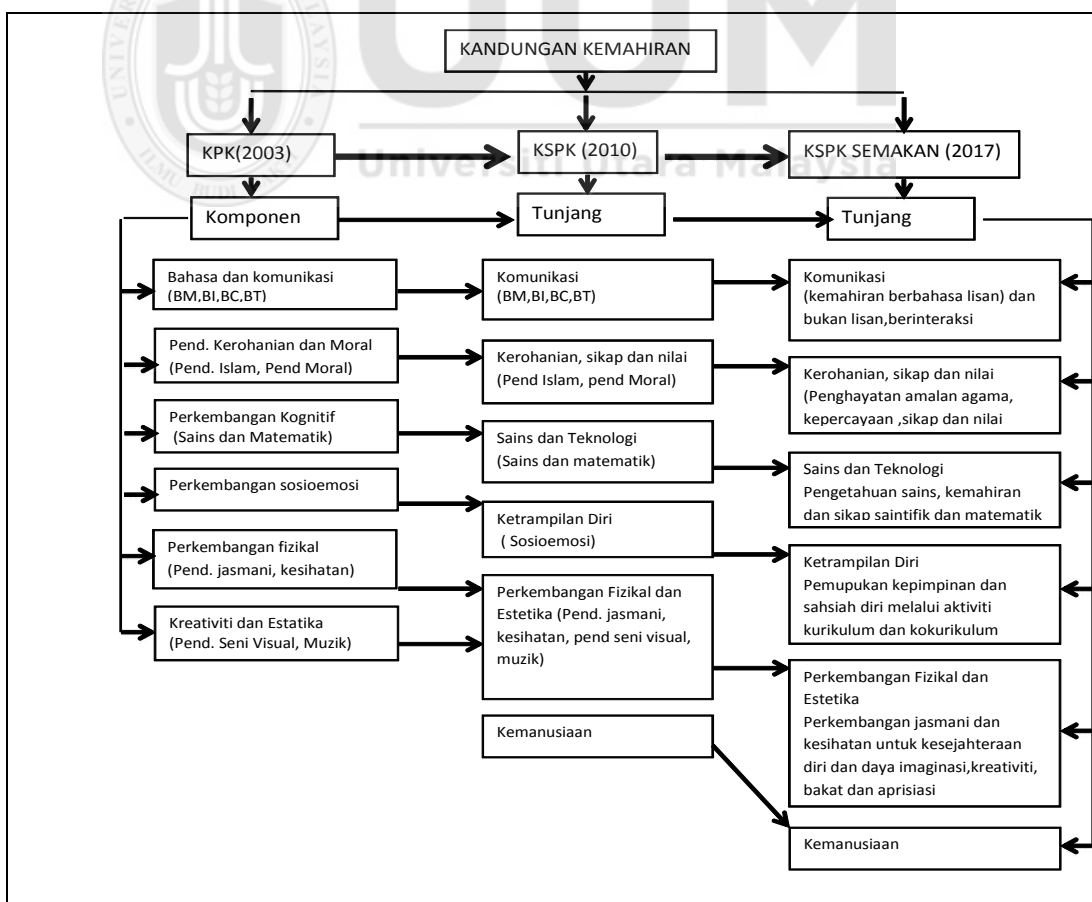 KANDUNGAN KEMAHIRAN
KPK(2003)
KSPK (2010)
KSPK SEMAKAN (2017)
Universiti Utara Malaysia
UUM
ILMU BUDI BAKTI
Komponen
Tunjang
Tunjang
Bahasa dan komunikasi
(BM,BI,BC,BT)
Pend. Kerohanian dan Moral
(Pend. Islam, Pend Moral)
Perkembangan Kognitif
(Sains dan Matematik)
Perkembangan sosioemosi
Perkembangan fizikal
(Pend. jasmani, kesihatan)
Kreativiti dan Estatika
(Pend. Seni Visual, Muzik)
Komunikasi
(BM,BI,BC,BT)
Kerohanian, sikap dan nilai
(Pend Islam, pend Moral)
Sains dan Teknologi
(Sains dan matematik)
Ketrampilan Diri
( Sosioemosi)
Perkembangan Fizikal dan
Estetika (Pend. jasmani,
kesihatan, pend seni visual,
muzik)
Kemanusiaan
Komunikasi
(kemahiran berbahasa lisan) dan
bukan lisan,berinteraksi
Kerohanian, sikap dan nilai
(Penghayatan amalan agama,
kepercayaan ,sikap dan nilai
Sains dan Teknologi
Pengetahuan sains, kemahiran
dan sikap saintifik dan matematik
Ketrampilan Diri
Pemupukan kepimpinan dan
sahsiah diri melalui aktiviti
kurikulum dan kokurikulum
Perkembangan Fizikal dan
Estetika
Perkembangan jasmani dan
kesihatan untuk kesejahteraan
diri dan daya imaginasi,kreativiti,
bakat dan aprisiasi
Kemanusiaan